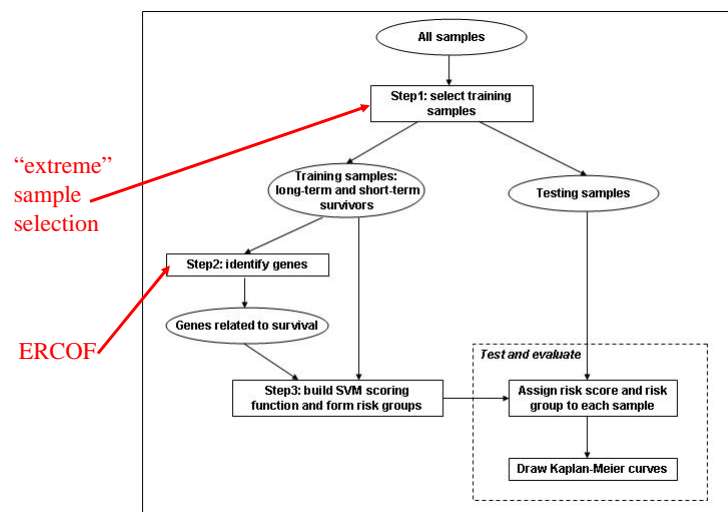 All samples
Step1: select training
samples
"extreme"
sample
selection
Training samples:
long-term and short-term
survivors
Testing samples
Step2: identify genes
Genes related to survival
ERCOF
Test and evaluate
Step3: build SVM scoring
function and form risk groups
Assign risk score and risk
group to each sample
Draw Kaplan-Meier curves